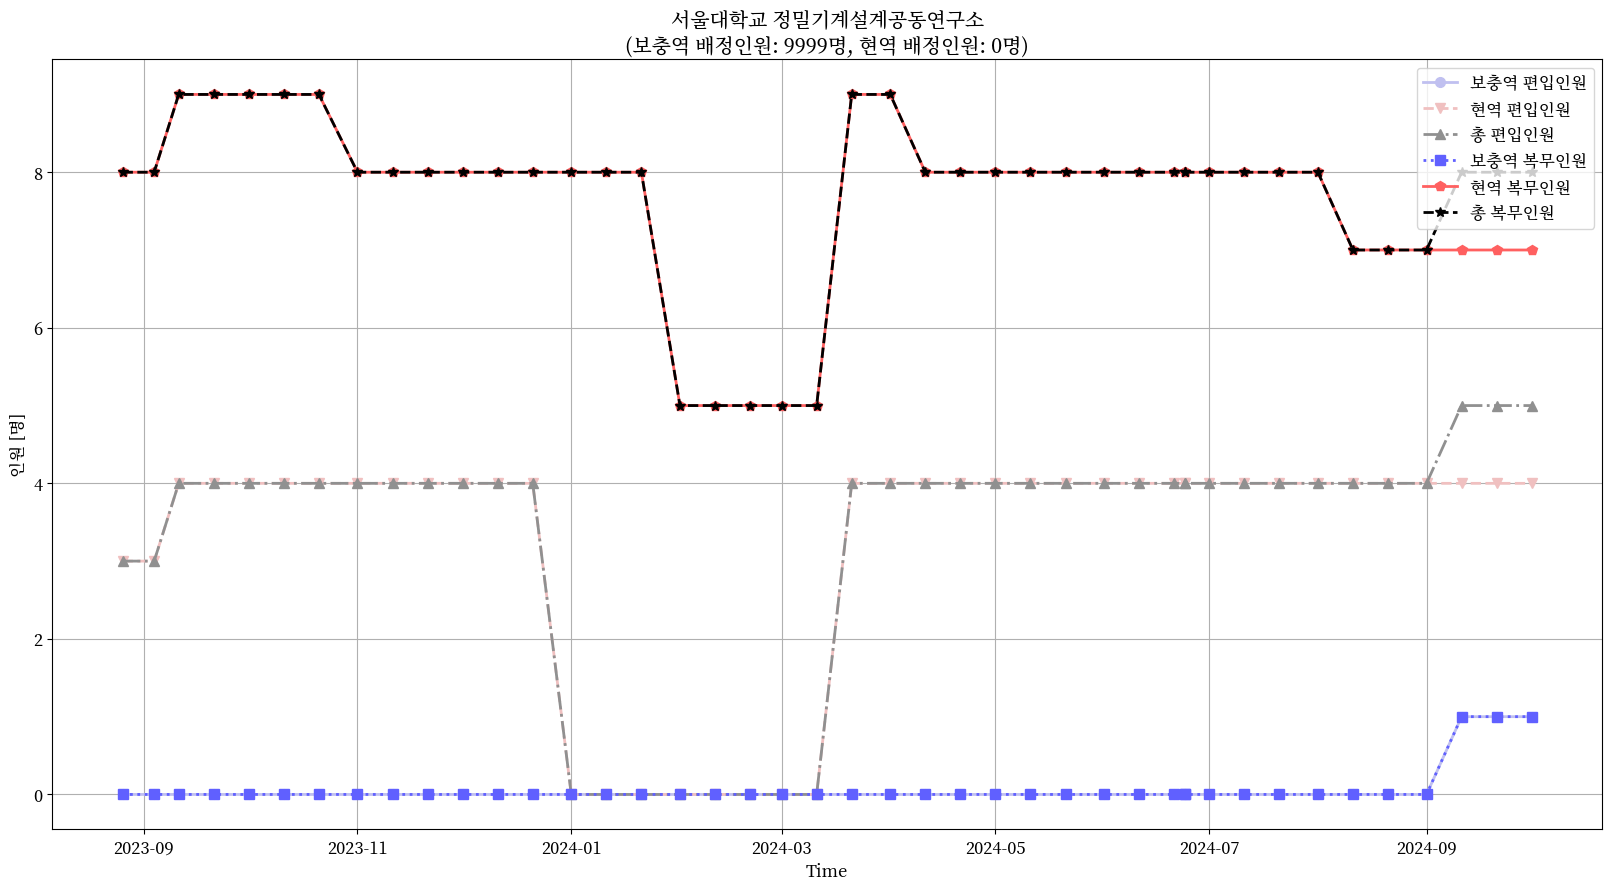 서울대학교 정밀기계설계공동연구소
(보충역 배정인원: 9999명, 현역 배정인원: 0명)
보충역 편입인원
현역 편입인원
총 편입인원
보충역 복무인원
현역 복무인원
총 복무인원
인원 [명]
8
6
4
2
0
2023-09
2023-11
2024-01
2024-03
2024-05
2024-07
2024-09
Time